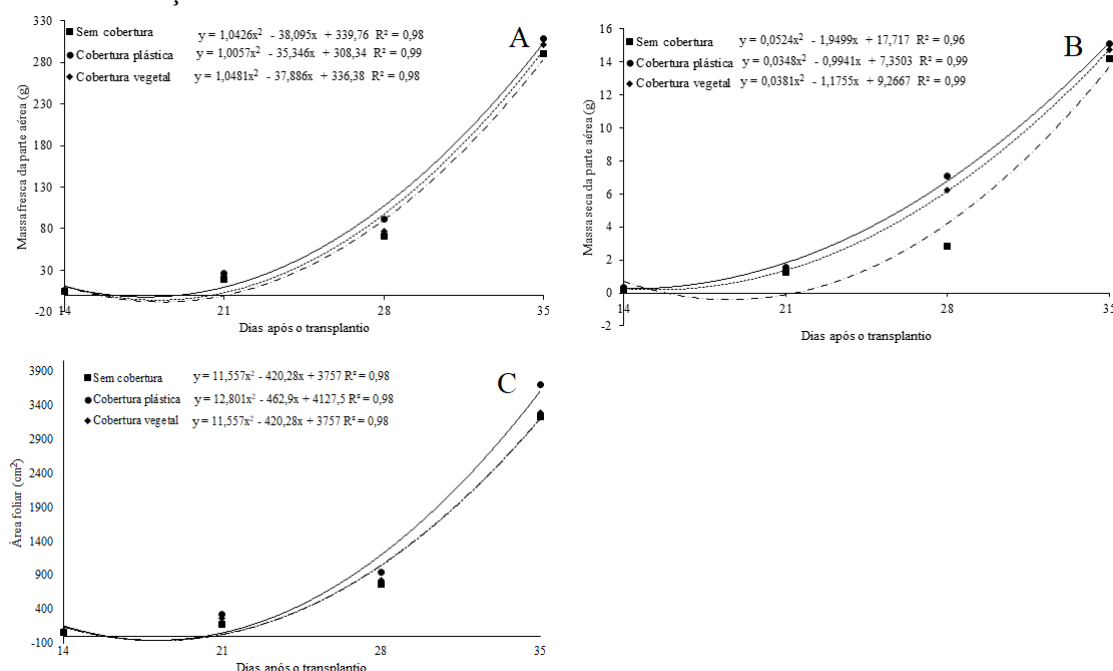 330
280
230
180
130
80
30
-20
Massa fresca da parte aérea (g)
■ Sem cobertura y = 1,0426x² - 38,095x + 339,76 R² = 0,98
● Cobertura plástica y = 1,0057x² - 35,346x + 308,34 R² = 0,99
♦ Cobertura vegetal y = 1,0481x² - 37,886x + 336,38 R² = 0,98
A
14 21 28 35
Dias após o transplantio
16
14
12
10
8
6
4
2
0
-2
Massa seca da parte aérea (g)
■ Sem cobertura y = 0,0524x² - 1,9499x + 17,717 R² = 0,96
● Cobertura plástica y = 0,0348x² - 0,9941x + 7,3503 R² = 0,99
♦ Cobertura vegetal y = 0,0381x² - 1,1755x + 9,2667 R² = 0,99
B
14 21 28 35
Dias após o transplantio
3900
3400
2900
2400
1900
1400
900
400
-100
Área foliar (cm²)
■ Sem cobertura y = 11,557x² - 420,28x + 3757 R² = 0,98
● Cobertura plástica y = 12,801x² - 462,9x + 4127,5 R² = 0,98
♦ Cobertura vegetal y = 11,557x² - 420,28x + 3757 R² = 0,98
C
14 21 28 35
Dias após o transplantio